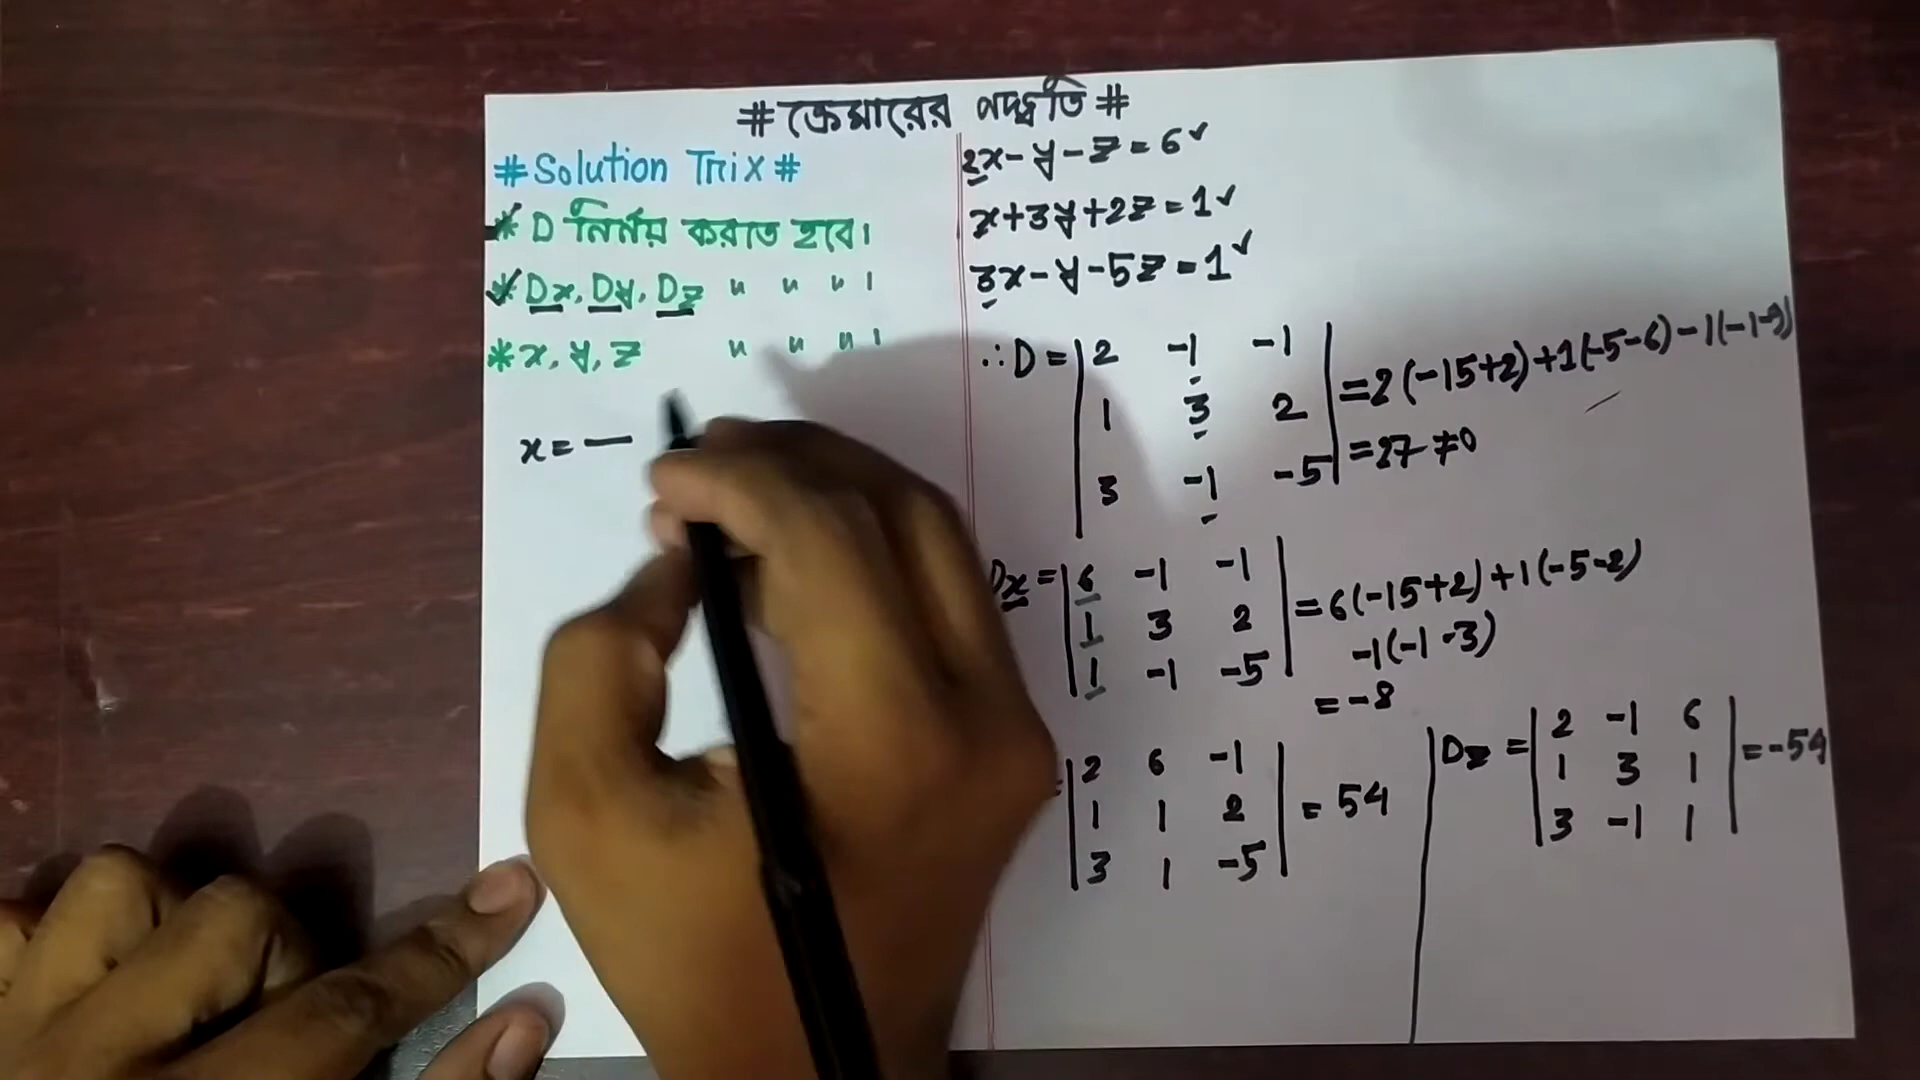 # ক্রেমারের পদ্ধতি #
# Solution Trix #
* D নির্ণয় করতে হবে।
* Dx, Dy, Dz " " " ।
* x, y, z " " " ।
x = —
2x - y - z = 6 ✓
x + 3y + 2z = 1 ✓
3x - y - 5z = 1 ✓
∴ D = | 2 -1 -1 | = 2(-15+2)+1(-5-6)-1(-1-9)
| 1 3 2 |
| 3 -1 -5 | = 27 ≠ 0
Dx = | 6 -1 -1 | = 6(-15+2)+1(-5-2)
| 1 3 2 | -1(-1-3)
| 1 -1 -5 |
= -8
= | 2 6 -1 |
| 1 1 2 | = 54
| 3 1 -5 |
Dz = | 2 -1 6 | = -54
| 1 3 1 |
| 3 -1 1 |